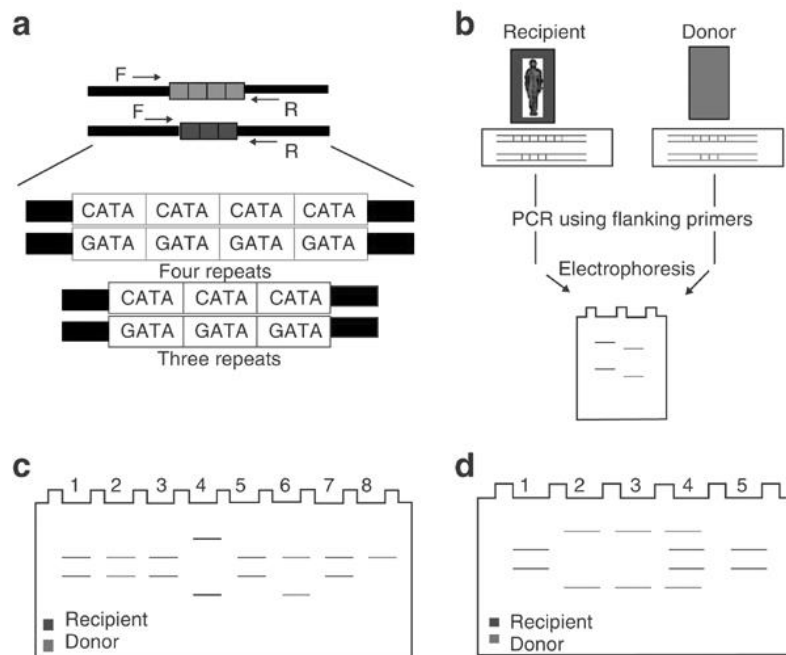 a
F
R
F
R
CATA CATA CATA CATA
GATA GATA GATA GATA
Four repeats
CATA CATA CATA
GATA GATA GATA
Three repeats
b
Recipient Donor
PCR using flanking primers
Electrophoresis
c
1 2 3 4 5 6 7 8
Recipient
Donor
d
1 2 3 4 5
Recipient
Donor